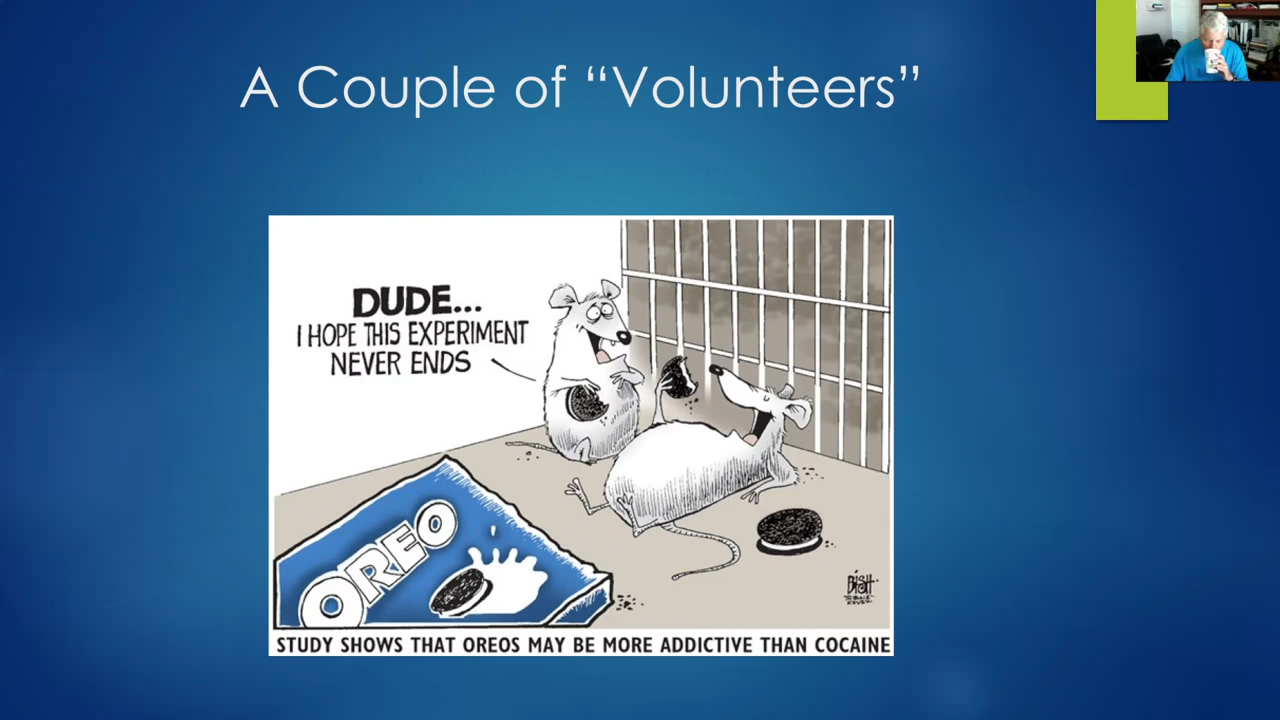 A Couple of “Volunteers”
DUDE...
I HOPE THIS EXPERIMENT
NEVER ENDS
OREO
BISH
STUDY SHOWS THAT OREOS MAY BE MORE ADDICTIVE THAN COCAINE